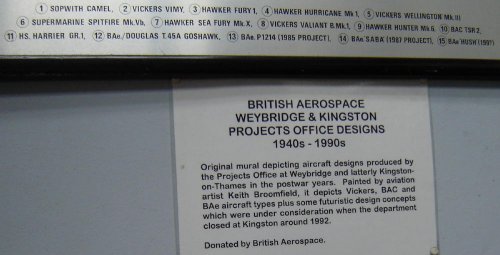 ① SOPWITH CAMEL, ② VICKERS VIMY, ③ HAWKER FURY 1, ④ HAWKER HURRICANE Mk.1, ⑤ VICKERS WELLINGTON Mk.III
⑥ SUPERMARINE SPITFIRE Mk.Vb, ⑦ HAWKER SEA FURY Mk.X, ⑧ VICKERS VALIANT B.Mk.1, ⑨ HAWKER HUNTER Mk.6, ⑩ BAC TSR 2,
⑪ HS. HARRIER GR.1, ⑫ BAe./DOUGLAS T.45A GOSHAWK, ⑬ BAe. P1214 (1985 PROJECT), ⑭ BAe. 'SABA' (1987 PROJECT), ⑮ BAe 'HUSH'
BRITISH AEROSPACE
WEYBRIDGE & KINGSTON
PROJECTS OFFICE DESIGNS
1940s - 1990s
Original mural depicting aircraft designs produced by
the Projects Office at Weybridge and latterly Kingston-
on-Thames in the postwar years. Painted by aviation
artist Keith Broomfield, it depicts Vickers, BAC and
BAe aircraft types plus some futuristic design concepts
which were under consideration when the department
closed at Kingston around 1992.
Donated by British Aerospace.